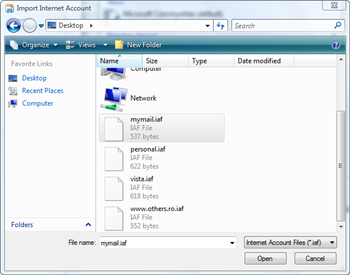 Import Internet Account
Desktop
Search
Organize
Views
New Folder
Favorite Links
Desktop
Recent Places
Computer
Folders
Name
Size
Type
Date modified
Computer
Network
mymail.iaf
IAF File
537 bytes
personal.iaf
IAF File
622 bytes
vista.iaf
IAF File
618 bytes
www.others.ro.iaf
IAF File
552 bytes
File name:
mymail.iaf
Internet Account Files (*.iaf)
Open
Cancel